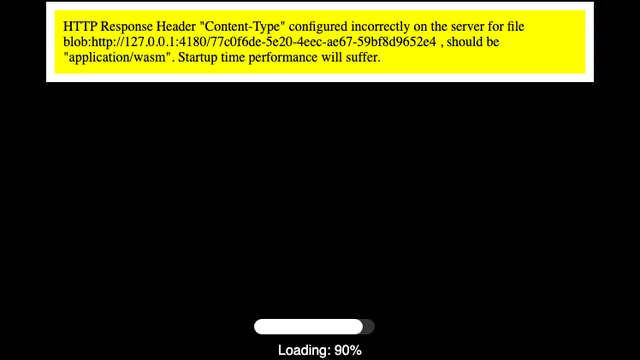 HTTP Response Header "Content-Type" configured incorrectly on the server for file
blob:http://127.0.0.1:4180/77c0f6de-5e20-4eec-ae67-59bf8d9652e4 , should be
"application/wasm". Startup time performance will suffer.
Loading: 90%